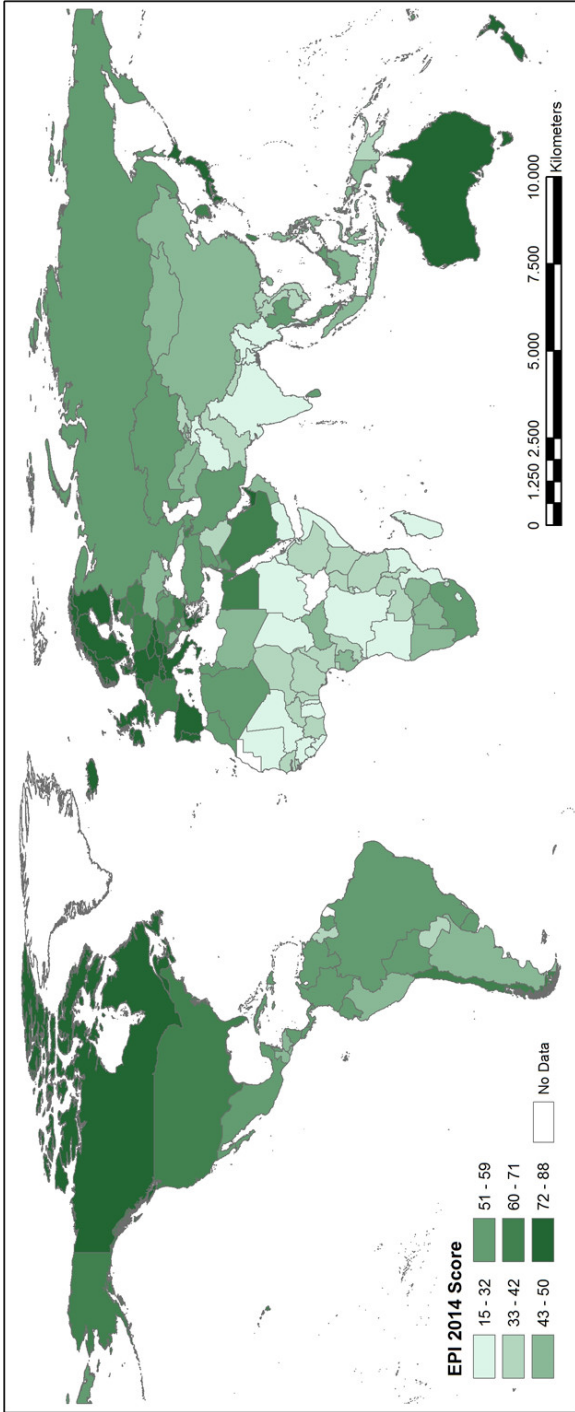 EPI 2014 Score
15 - 32
33 - 42
43 - 50
51 - 59
60 - 71
72 - 88
No Data
0 1.250 2.500 5.000 7.500 10.000
Kilometers